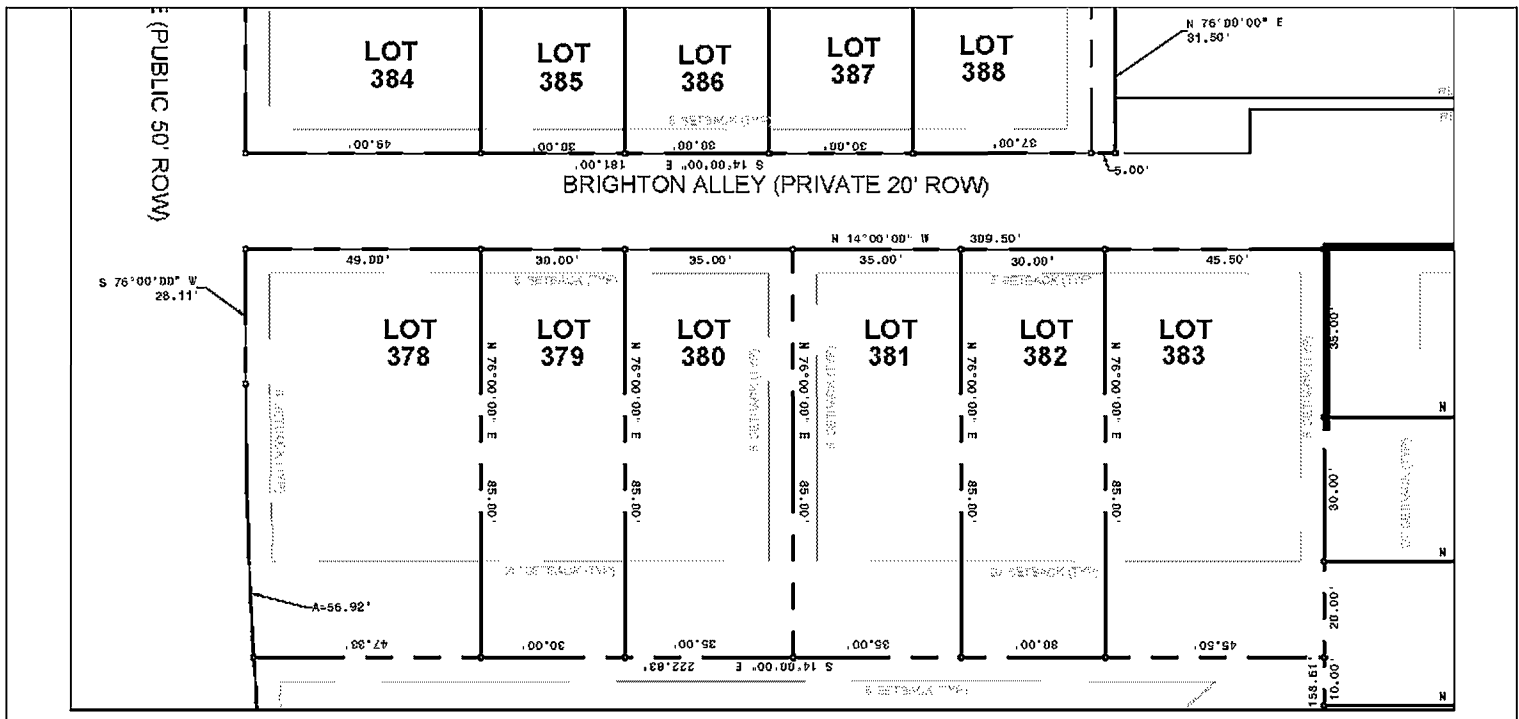 E (PUBLIC 50' ROW)
LOT
384
LOT
385
LOT
386
LOT
387
LOT
388
N 76°00'00" E
31.50'
49.00'
30.00'
30.00'
30.00'
37.00'
5.00'
S 14°00'00" E
181.00'
BRIGHTON ALLEY (PRIVATE 20' ROW)
N 14°00'00" W 309.50'
49.00'
30.00'
35.00'
35.00'
30.00'
45.50'
S 76°00'00" W
28.11'
LOT
378
LOT
379
LOT
380
LOT
381
LOT
382
LOT
383
N 76°00'00" E 85.00'
N 76°00'00" E 85.00'
N 76°00'00" E 85.00'
N 76°00'00" E 85.00'
N 76°00'00" E 85.00'
35.00'
N
30.00'
N
20.00'
A=56.92'
47.33'
30.00'
35.00'
35.00'
30.00'
45.50'
S 14°00'00" E
222.83'
158.61'
10.00'
N